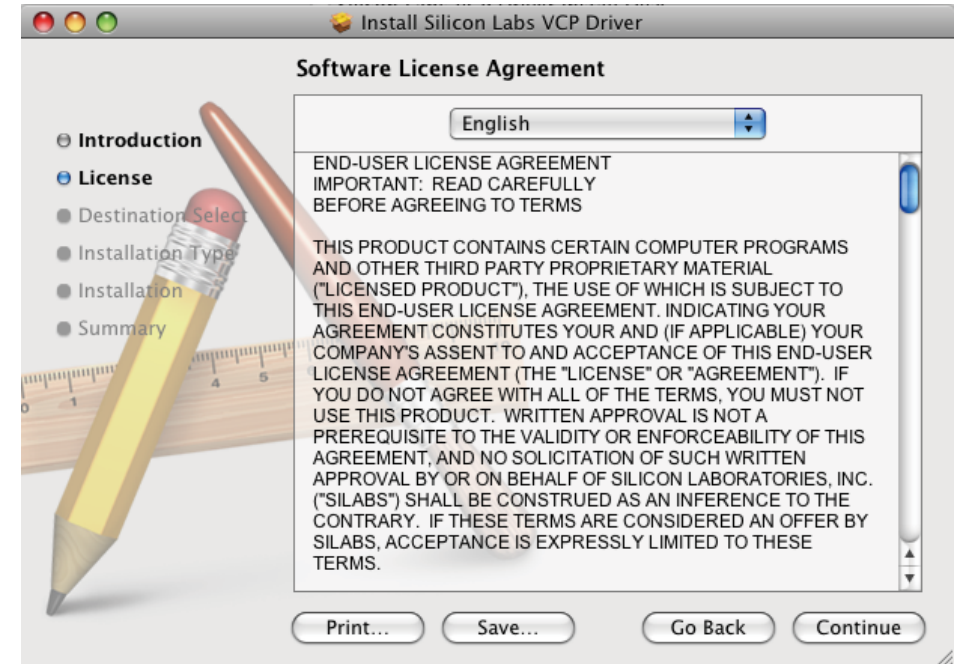 Install Silicon Labs VCP Driver
Software License Agreement
Introduction
License
Destination Select
Installation Type
Installation
Summary
English
END-USER LICENSE AGREEMENT
IMPORTANT:  READ CAREFULLY
BEFORE AGREEING TO TERMS
THIS PRODUCT CONTAINS CERTAIN COMPUTER PROGRAMS
AND OTHER THIRD PARTY PROPRIETARY MATERIAL
("LICENSED PRODUCT"), THE USE OF WHICH IS SUBJECT TO
THIS END-USER LICENSE AGREEMENT. INDICATING YOUR
AGREEMENT CONSTITUTES YOUR AND (IF APPLICABLE) YOUR
COMPANY'S ASSENT TO AND ACCEPTANCE OF THIS END-USER
LICENSE AGREEMENT (THE "LICENSE" OR "AGREEMENT").  IF
YOU DO NOT AGREE WITH ALL OF THE TERMS, YOU MUST NOT
USE THIS PRODUCT.  WRITTEN APPROVAL IS NOT A
PREREQUISITE TO THE VALIDITY OR ENFORCEABILITY OF THIS
AGREEMENT, AND NO SOLICITATION OF SUCH WRITTEN
APPROVAL BY OR ON BEHALF OF SILICON LABORATORIES, INC.
("SILABS") SHALL BE CONSTRUED AS AN INFERENCE TO THE
CONTRARY.  IF THESE TERMS ARE CONSIDERED AN OFFER BY
SILABS, ACCEPTANCE IS EXPRESSLY LIMITED TO THESE
TERMS.
0 1 4 5
Print... Save... Go Back Continue